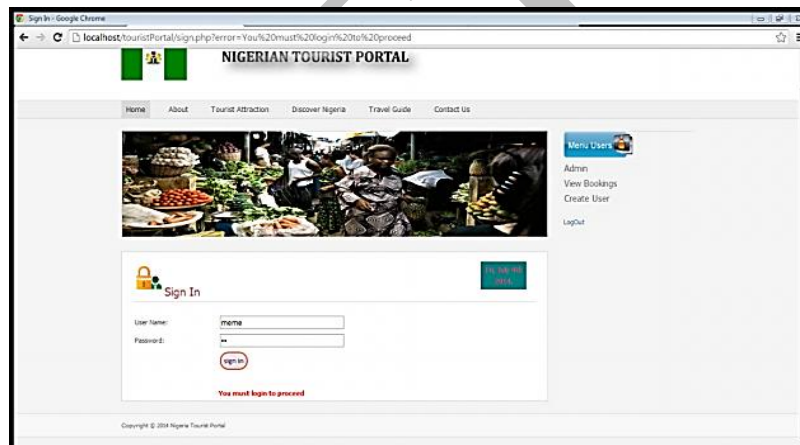 Sign In - Google Chrome
localhost/touristPortal/sign.php?error=You%20must%20login%20to%20proceed
NIGERIAN TOURIST PORTAL
Home About Tourist Attraction Discover Nigeria Travel Guide Contact Us
Menu Users
Admin
View Bookings
Create User
LogOut
Sign In
User Name: meme
Password: ••
sign in
You must login to proceed
Copyright © 2014 Nigeria Tourist Portal